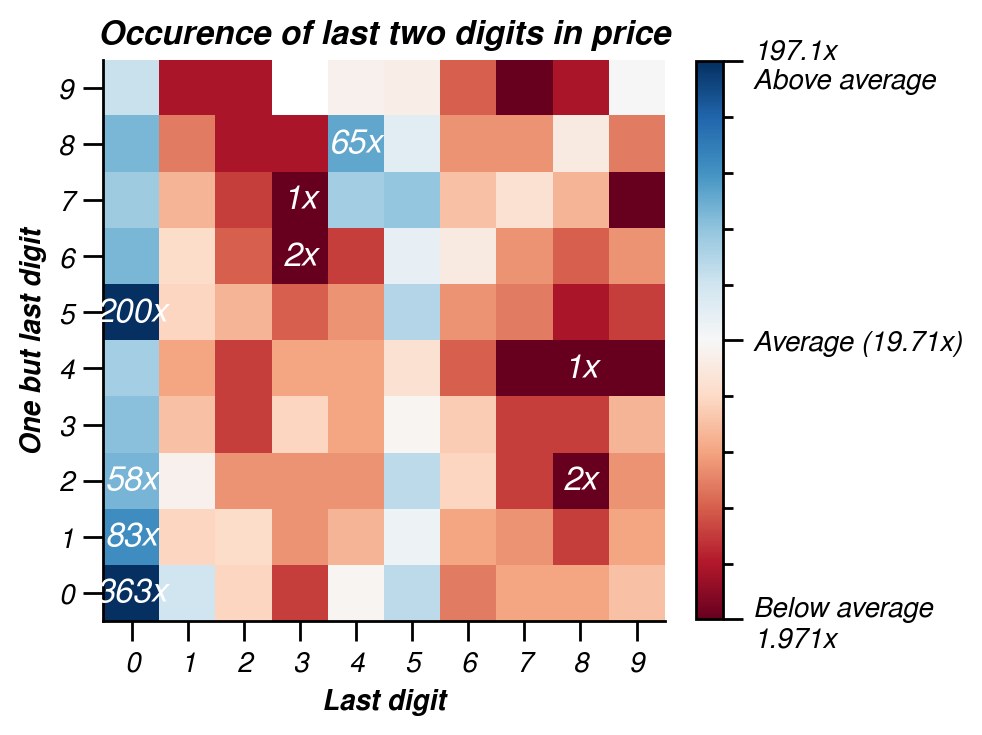 Occurence of last two digits in price
197.1x
Above average
9
8
65x
7
1x
6
2x
5
200x
Average (19.71x)
4
1x
3
2
58x
2x
1
83x
0
363x
Below average
1.971x
0 1 2 3 4 5 6 7 8 9
Last digit
One but last digit